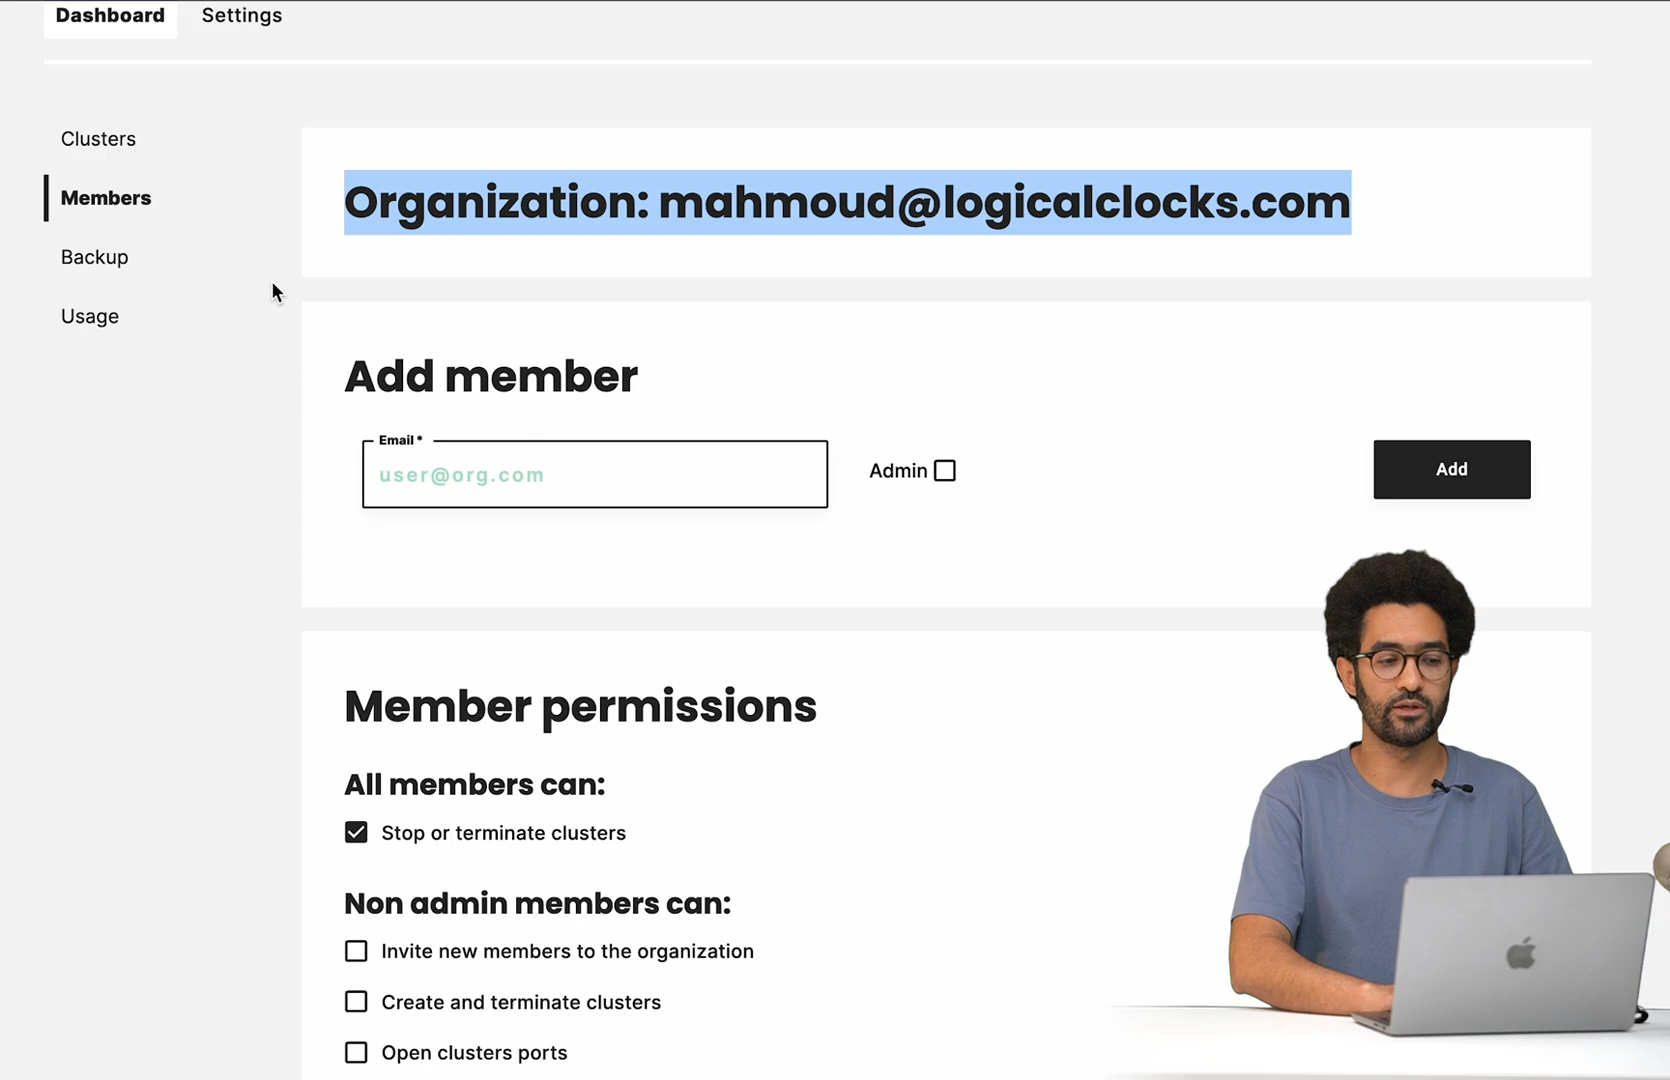 Dashboard Settings
Clusters
Members
Backup
Usage
Organization: mahmoud@logicalclocks.com
Add member
Email *
user@org.com
Admin
Add
Member permissions
All members can:
Stop or terminate clusters
Non admin members can:
Invite new members to the organization
Create and terminate clusters
Open clusters ports